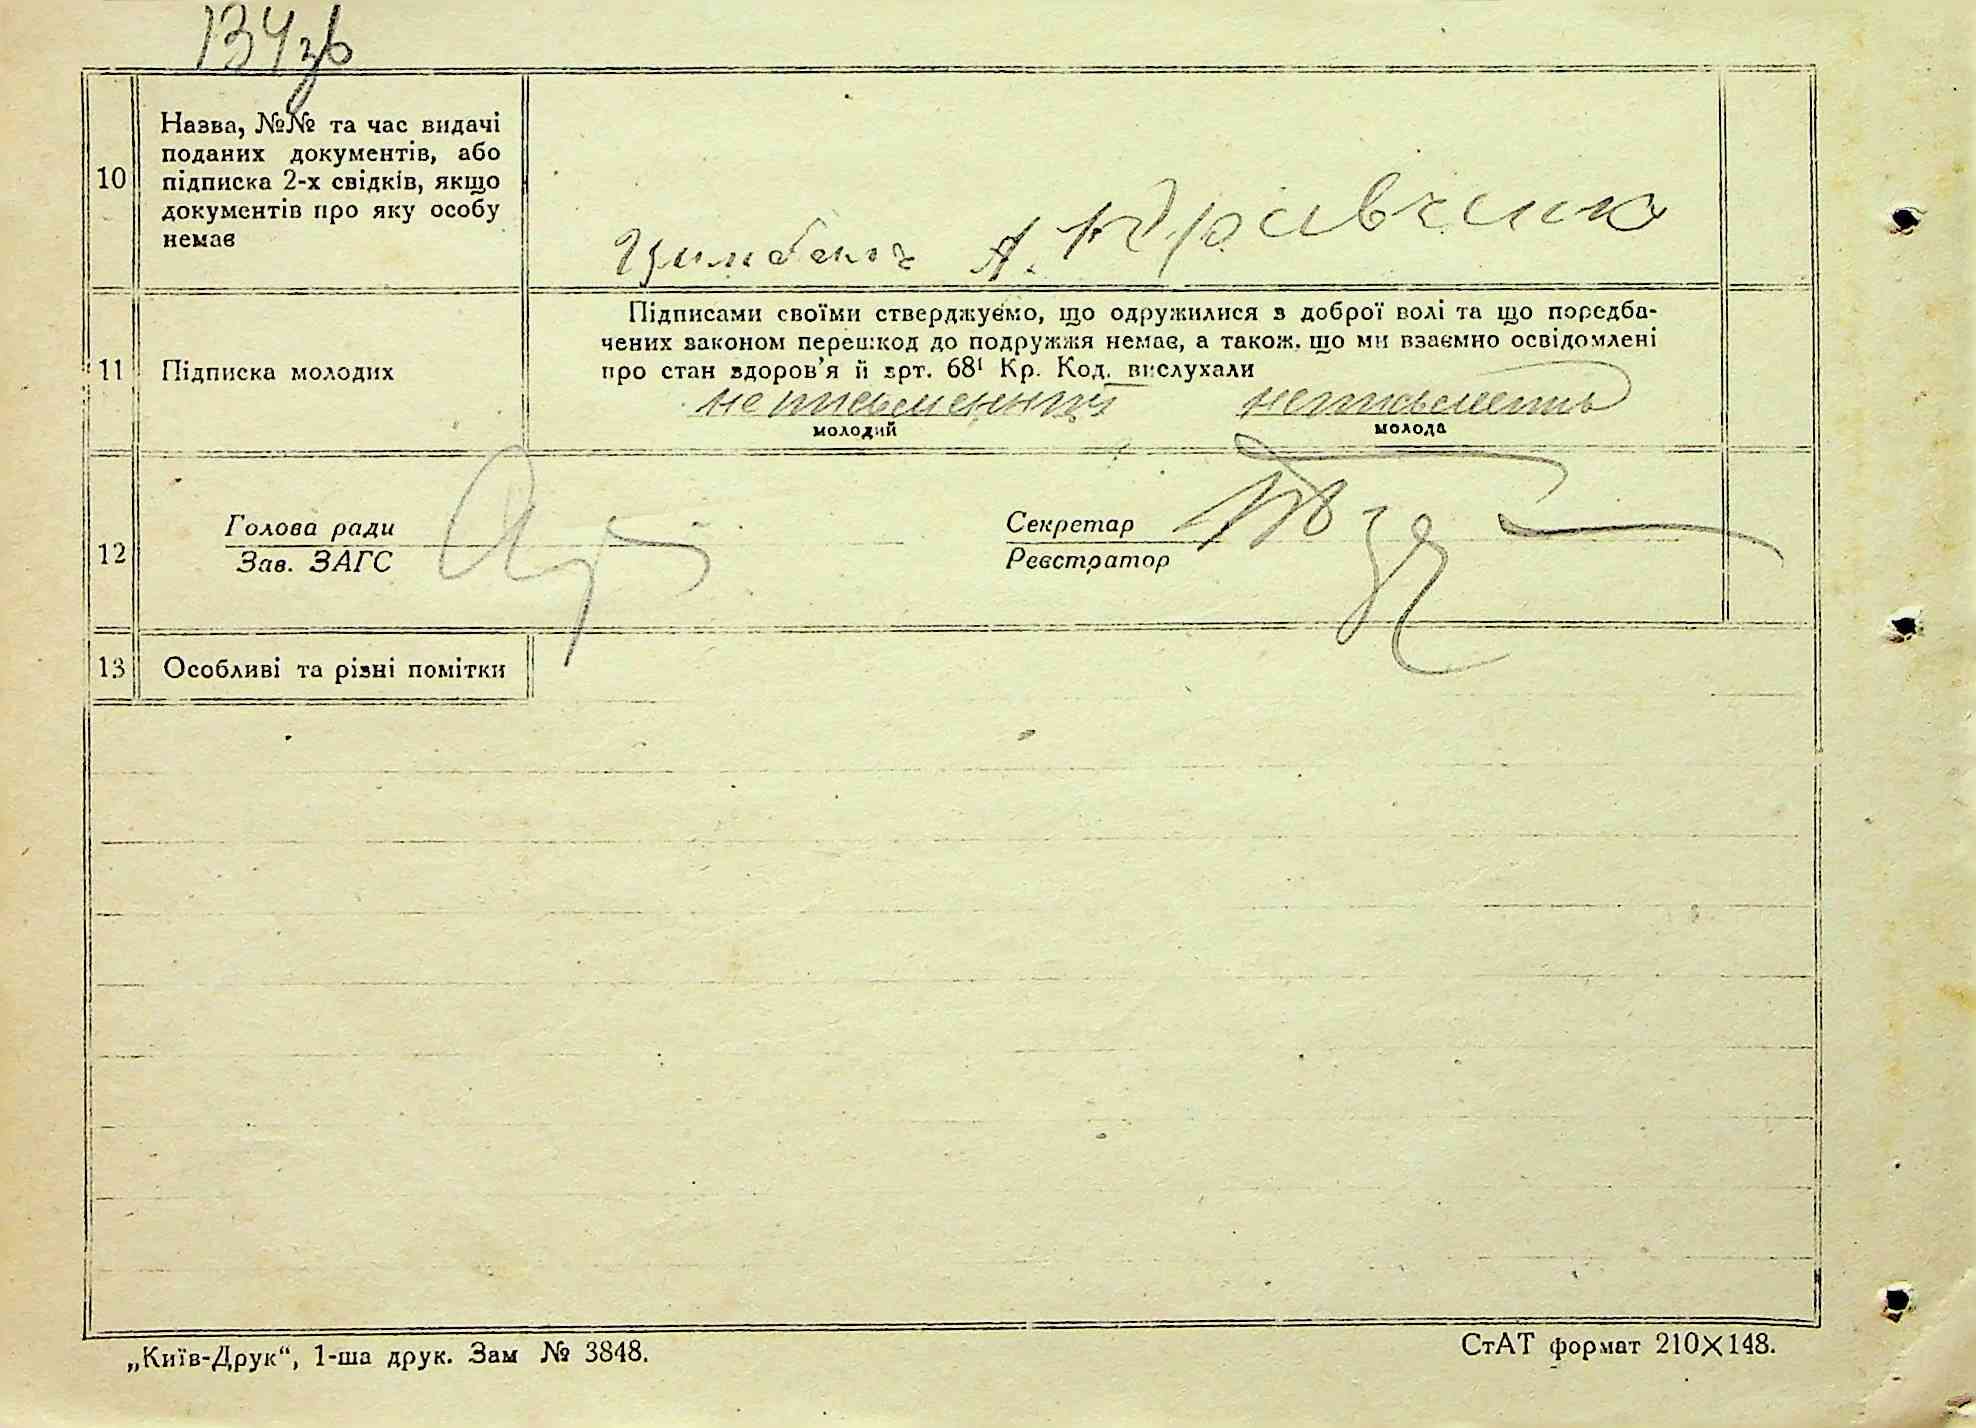 134зв
10
Назва, №№ та час видачі
поданих документів, або
підписка 2-х свідків, якщо
документів про яку особу
немає
А. Кравченко
11
Підписка молодих
Підписами своїми стверджуємо, що одружилися з доброї волі та що поредба-
чених законом перешкод до подружжя немає, а також, що ми взаємно освідомлені
про стан здоров'я й арт. 68¹ Кр. Код. вислухали
неписьменний неписьмена
молодий молода
12
Голова ради
Зав. ЗАГС
Секретар
Реєстратор
13
Особливі та різні помітки
„Київ-Друк“, 1-ша друк. Зам № 3848.
СтАТ формат 210×148.